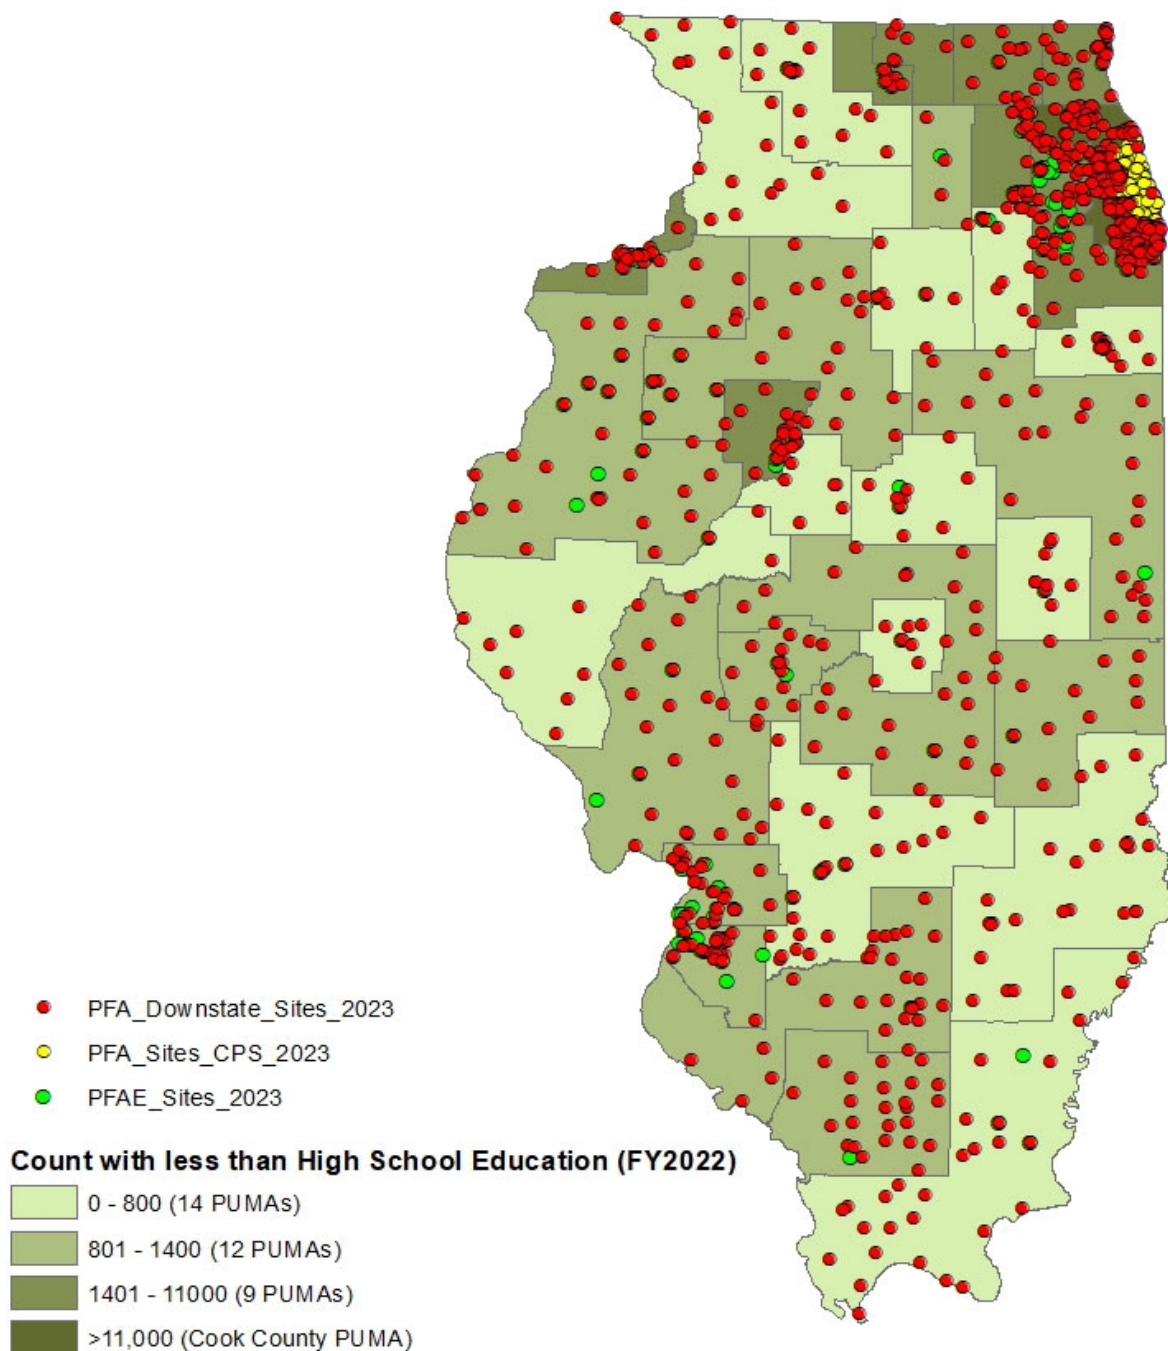 PFA_Downstate_Sites_2023
PFA_Sites_CPS_2023
PFAE_Sites_2023
Count with less than High School Education (FY2022)
0 - 800 (14 PUMAs)
801 - 1400 (12 PUMAs)
1401 - 11000 (9 PUMAs)
>11,000 (Cook County PUMA)